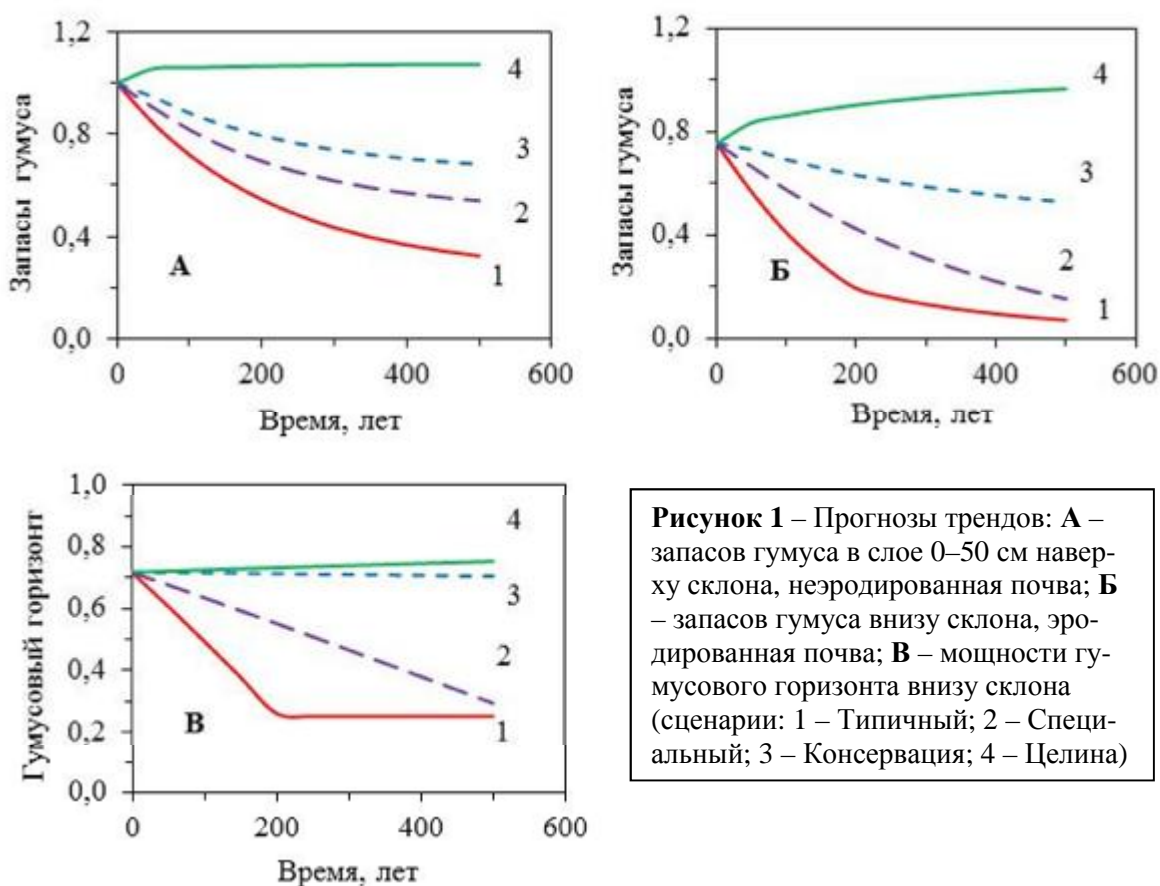 1,2
0,8
0,4
0,0
Запасы гумуса
4
3
2
1
А
0 200 400 600
Время, лет
1,2
0,8
0,4
0,0
Запасы гумуса
4
3
2
1
Б
0 200 400 600
Время, лет
1,0
0,8
0,6
0,4
0,2
0,0
Гумусовый горизонт
4
3
2
1
В
0 200 400 600
Время, лет
Рисунок 1 – Прогнозы трендов: А –
запасов гумуса в слое 0–50 см навер-
ху склона, неэродированная почва; Б
– запасов гумуса внизу склона, эро-
дированная почва; В – мощности гу-
мусового горизонта внизу склона
(сценарии: 1 – Типичный; 2 – Специ-
альный; 3 – Консервация; 4 – Целина)